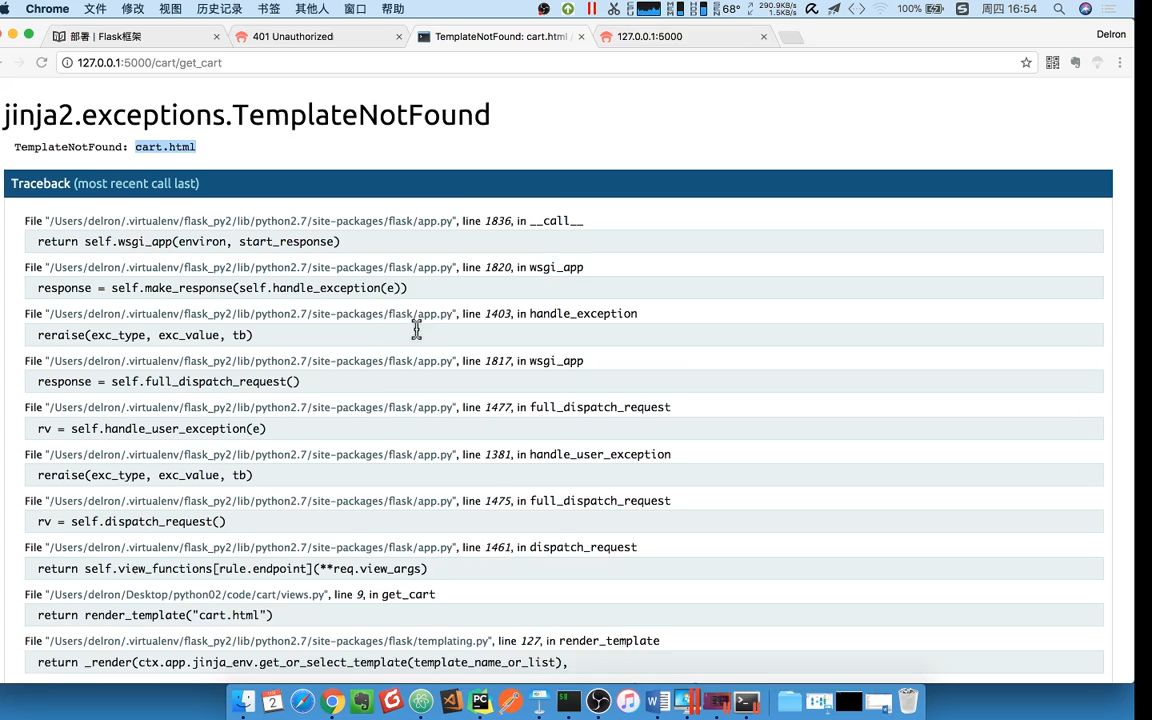 Chrome 文件 修改 视图 历史记录 书签 其他人 窗口 帮助 68° 290.9KB/s 1.5KB/s 100% 周四 16:54
部署 | Flask框架 401 Unauthorized TemplateNotFound: cart.html 127.0.0.1:5000 Delron
127.0.0.1:5000/cart/get_cart
jinja2.exceptions.TemplateNotFound
TemplateNotFound: cart.html
Traceback (most recent call last)
File "/Users/delron/.virtualenv/flask_py2/lib/python2.7/site-packages/flask/app.py", line 1836, in __call__
return self.wsgi_app(environ, start_response)
File "/Users/delron/.virtualenv/flask_py2/lib/python2.7/site-packages/flask/app.py", line 1820, in wsgi_app
response = self.make_response(self.handle_exception(e))
File "/Users/delron/.virtualenv/flask_py2/lib/python2.7/site-packages/flask/app.py", line 1403, in handle_exception
reraise(exc_type, exc_value, tb)
File "/Users/delron/.virtualenv/flask_py2/lib/python2.7/site-packages/flask/app.py", line 1817, in wsgi_app
response = self.full_dispatch_request()
File "/Users/delron/.virtualenv/flask_py2/lib/python2.7/site-packages/flask/app.py", line 1477, in full_dispatch_request
rv = self.handle_user_exception(e)
File "/Users/delron/.virtualenv/flask_py2/lib/python2.7/site-packages/flask/app.py", line 1381, in handle_user_exception
reraise(exc_type, exc_value, tb)
File "/Users/delron/.virtualenv/flask_py2/lib/python2.7/site-packages/flask/app.py", line 1475, in full_dispatch_request
rv = self.dispatch_request()
File "/Users/delron/.virtualenv/flask_py2/lib/python2.7/site-packages/flask/app.py", line 1461, in dispatch_request
return self.view_functions[rule.endpoint](**req.view_args)
File "/Users/delron/Desktop/python02/code/cart/views.py", line 9, in get_cart
return render_template("cart.html")
File "/Users/delron/.virtualenv/flask_py2/lib/python2.7/site-packages/flask/templating.py", line 127, in render_template
return _render(ctx.app.jinja_env.get_or_select_template(template_name_or_list),